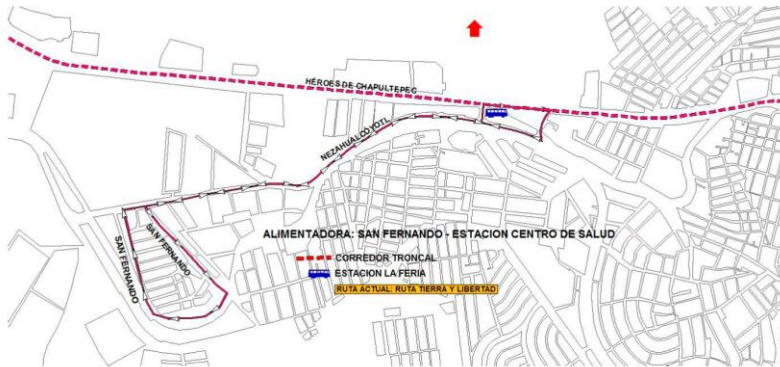 HÉROES DE CHAPULTEPEC
NEZAHUALCOYOTL
SAN FERNANDO
SAN FERNANDO
ALIMENTADORA: SAN FERNANDO - ESTACION CENTRO DE SALUD
CORREDOR TRONCAL
ESTACION LA FERIA
RUTA ACTUAL: RUTA TIERRA Y LIBERTAD